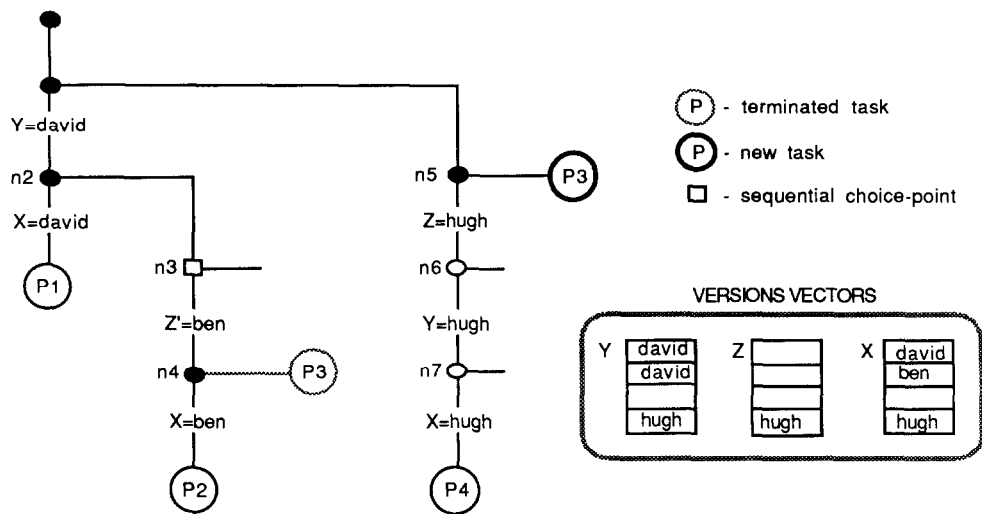 Y=david
n2
X=david
P1
n3
Z'=ben
n4
P3
X=ben
P2
n5
P3
Z=hugh
n6
Y=hugh
n7
X=hugh
P4
P - terminated task
P - new task
- sequential choice-point
VERSIONS VECTORS
Y david Z X david
david ben
hugh hugh hugh